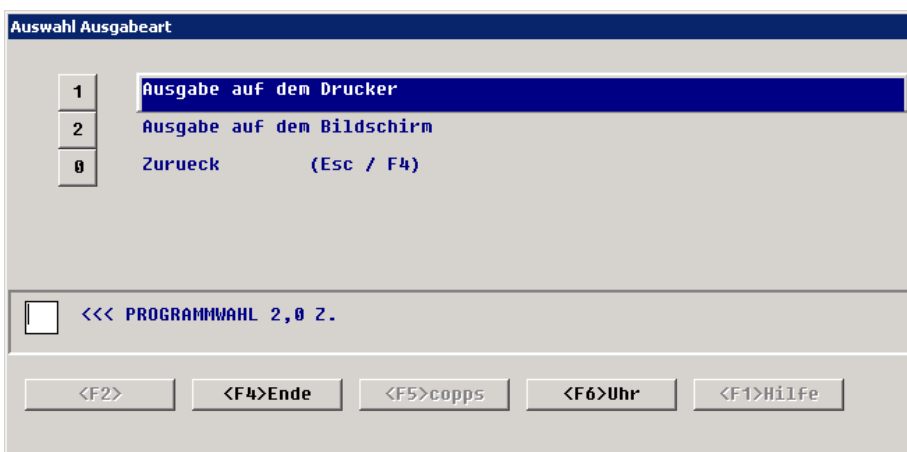 Auswahl Ausgabeart
1 Ausgabe auf dem Drucker
2 Ausgabe auf dem Bildschirm
0 Zurueck (Esc / F4)
<<< PROGRAMMWAHL 2,0 Z.
<F2> <F4>Ende <F5>copps <F6>Uhr <F1>Hilfe